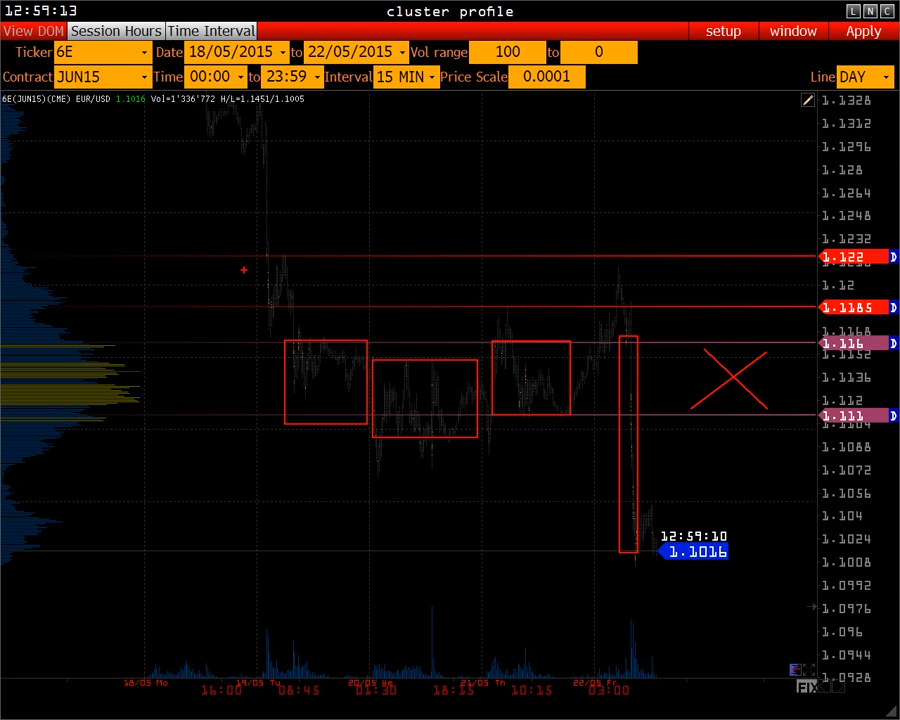 12:59:13 cluster profile L N C
View DOM Session Hours Time Interval setup window Apply
Ticker 6E Date 18/05/2015 to 22/05/2015 Vol range 100 to 0
Contract JUN15 Time 00:00 to 23:59 Interval 15 MIN Price Scale 0.0001 Line DAY
6E(JUN15)(CME) EUR/USD 1.1016 Vol=1'336'772 H/L=1.1451/1.1005
1.1328
1.1312
1.1296
1.128
1.1264
1.1248
1.1232
1.122 D
1.12
1.1185 D
1.1168
1.116 D
1.1152
1.1136
1.112
1.111 D
1.1104
1.1088
1.1072
1.1056
1.104
12:59:10
1.1024
1.1016
1.1008
1.0992
1.0976
1.096
1.0944
1.0928
18/05 Mo 19/05 Tu 20/05 We 21/05 Th 22/05 Fr
16:00 08:45 01:30 18:15 10:15 03:00
FIX